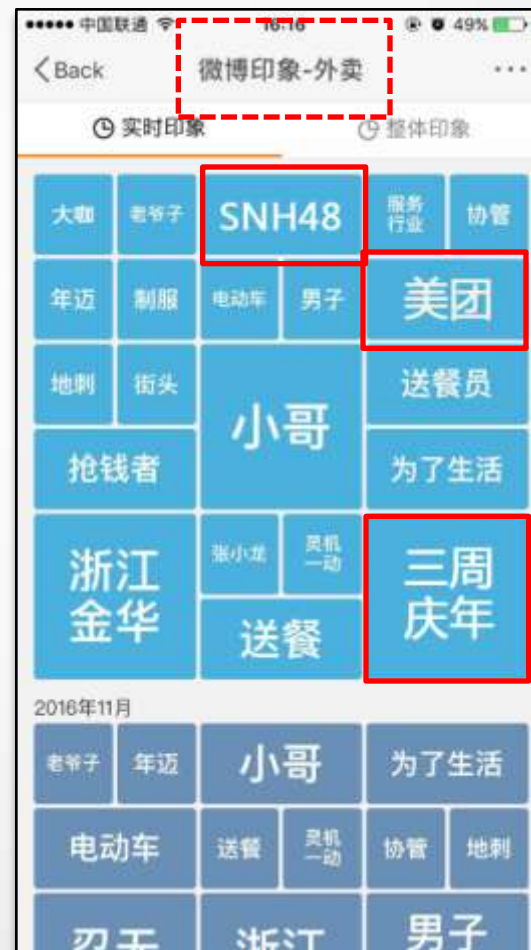 中国联通
16:16
49%
Back
微博印象-外卖
实时印象
整体印象
大咖
老爷子
SNH48
服务
行业
协管
年迈
制服
电动车
男子
美团
地刺
街头
小哥
送餐员
抢钱者
为了生活
浙江
金华
张小龙
灵机
一动
三周
庆年
送餐
2016年11月
老爷子
年迈
小哥
为了生活
电动车
送餐
灵机
一动
协管
地刺
忍无
浙江
男子